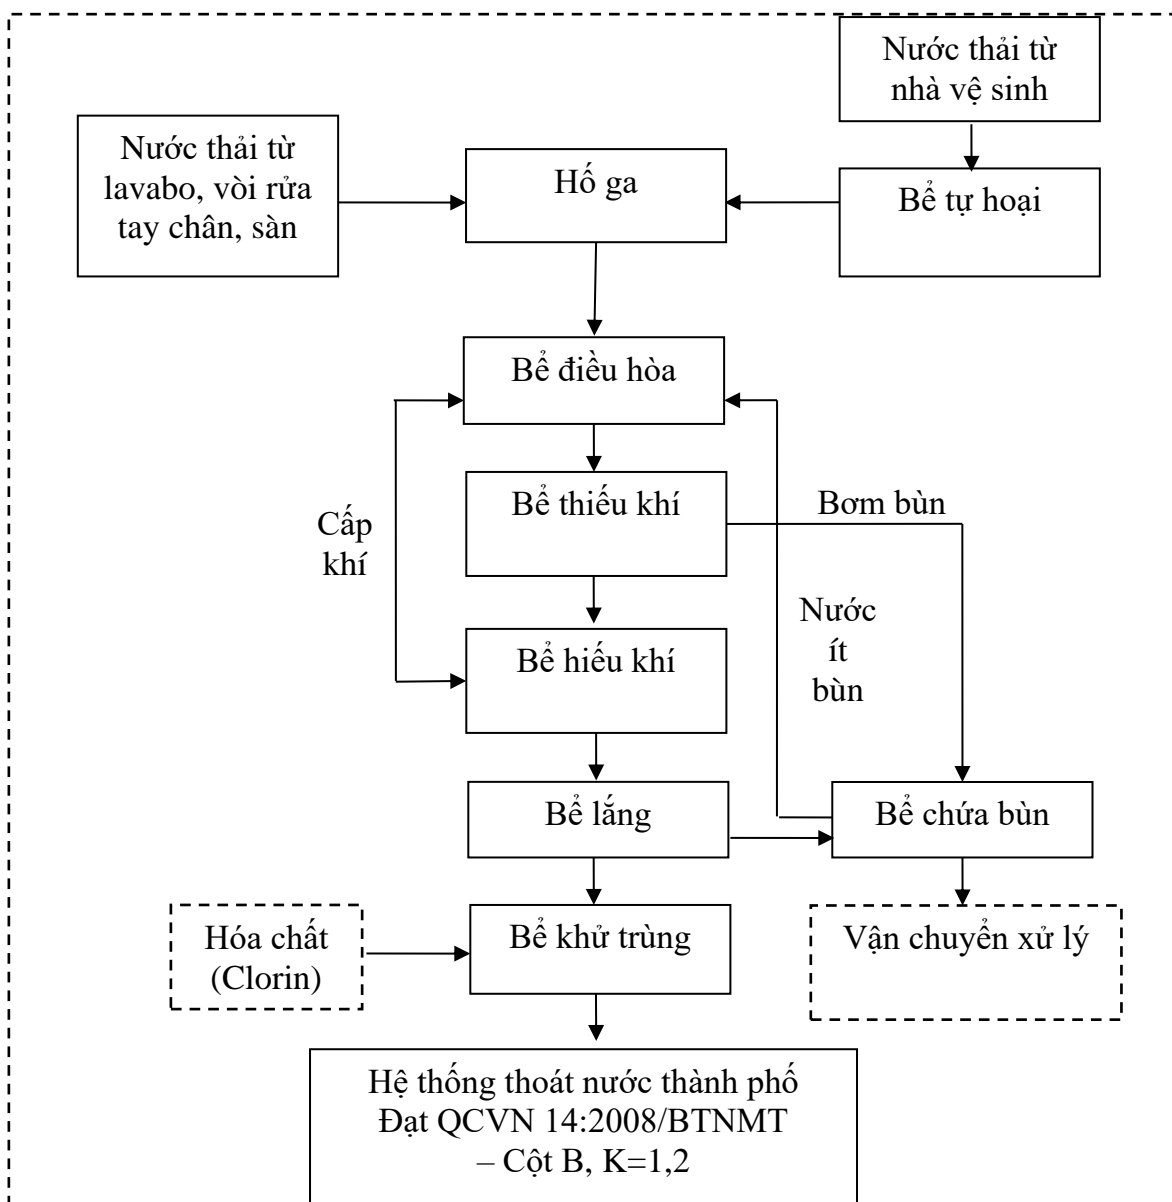 Nước thải từ
nhà vệ sinh
Nước thải từ
lavabo, vòi rửa
tay chân, sàn
Hố ga
Bể tự hoại
Bể điều hòa
Bể thiếu khí
Bơm bùn
Cấp
khí
Nước
ít
bùn
Bể hiếu khí
Bể lắng
Bể chứa bùn
Hóa chất
(Clorin)
Bể khử trùng
Vận chuyển xử lý
Hệ thống thoát nước thành phố
Đạt QCVN 14:2008/BTNMT
– Cột B, K=1,2